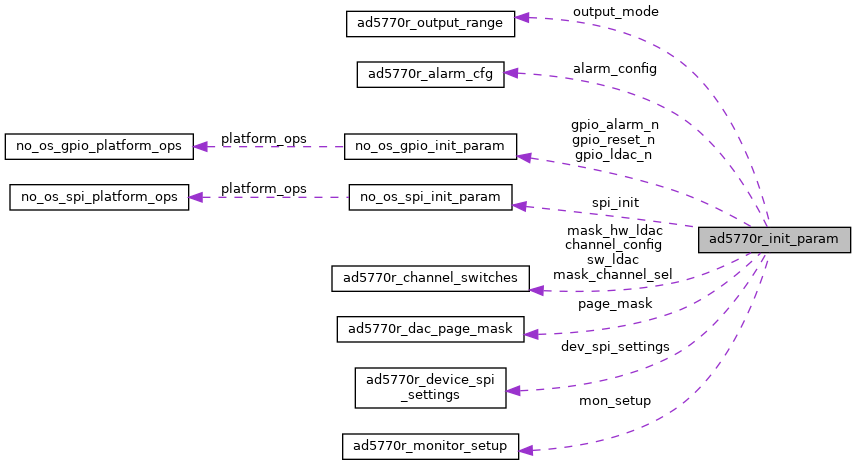 ad5770r_output_range
output_mode
ad5770r_alarm_cfg
alarm_config
no_os_gpio_platform_ops
platform_ops
no_os_gpio_init_param
gpio_alarm_n
gpio_reset_n
gpio_ldac_n
no_os_spi_platform_ops
platform_ops
no_os_spi_init_param
spi_init
ad5770r_init_param
ad5770r_channel_switches
mask_hw_ldac
channel_config
sw_ldac
mask_channel_sel
ad5770r_dac_page_mask
page_mask
ad5770r_device_spi
_settings
dev_spi_settings
ad5770r_monitor_setup
mon_setup